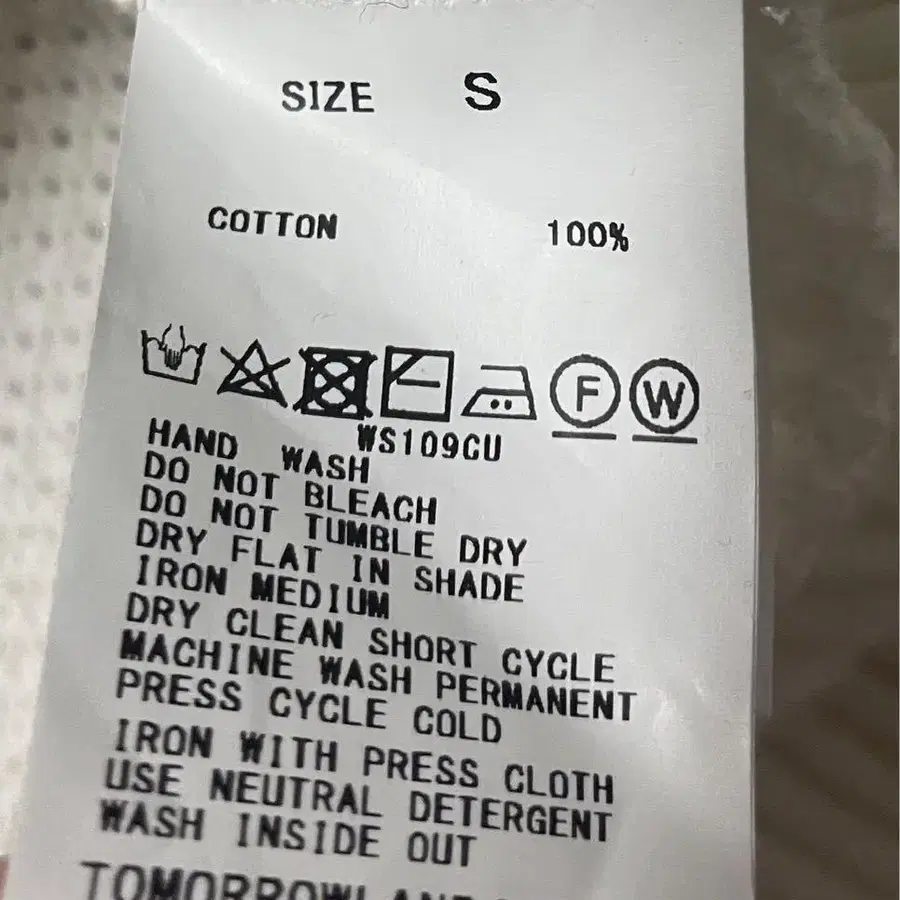 SIZE S
COTTON 100%
F W
WS109CU
HAND WASH
DO NOT BLEACH
DO NOT TUMBLE DRY
DRY FLAT IN SHADE
IRON MEDIUM
DRY CLEAN SHORT CYCLE
MACHINE WASH PERMANENT
PRESS CYCLE COLD
IRON WITH PRESS CLOTH
USE NEUTRAL DETERGENT
WASH INSIDE OUT
TOMORROWLAND